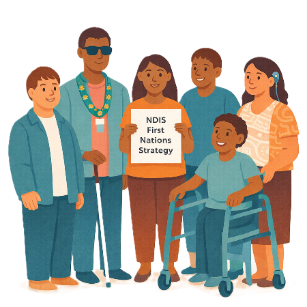 NDIS
First
Nations
Strategy